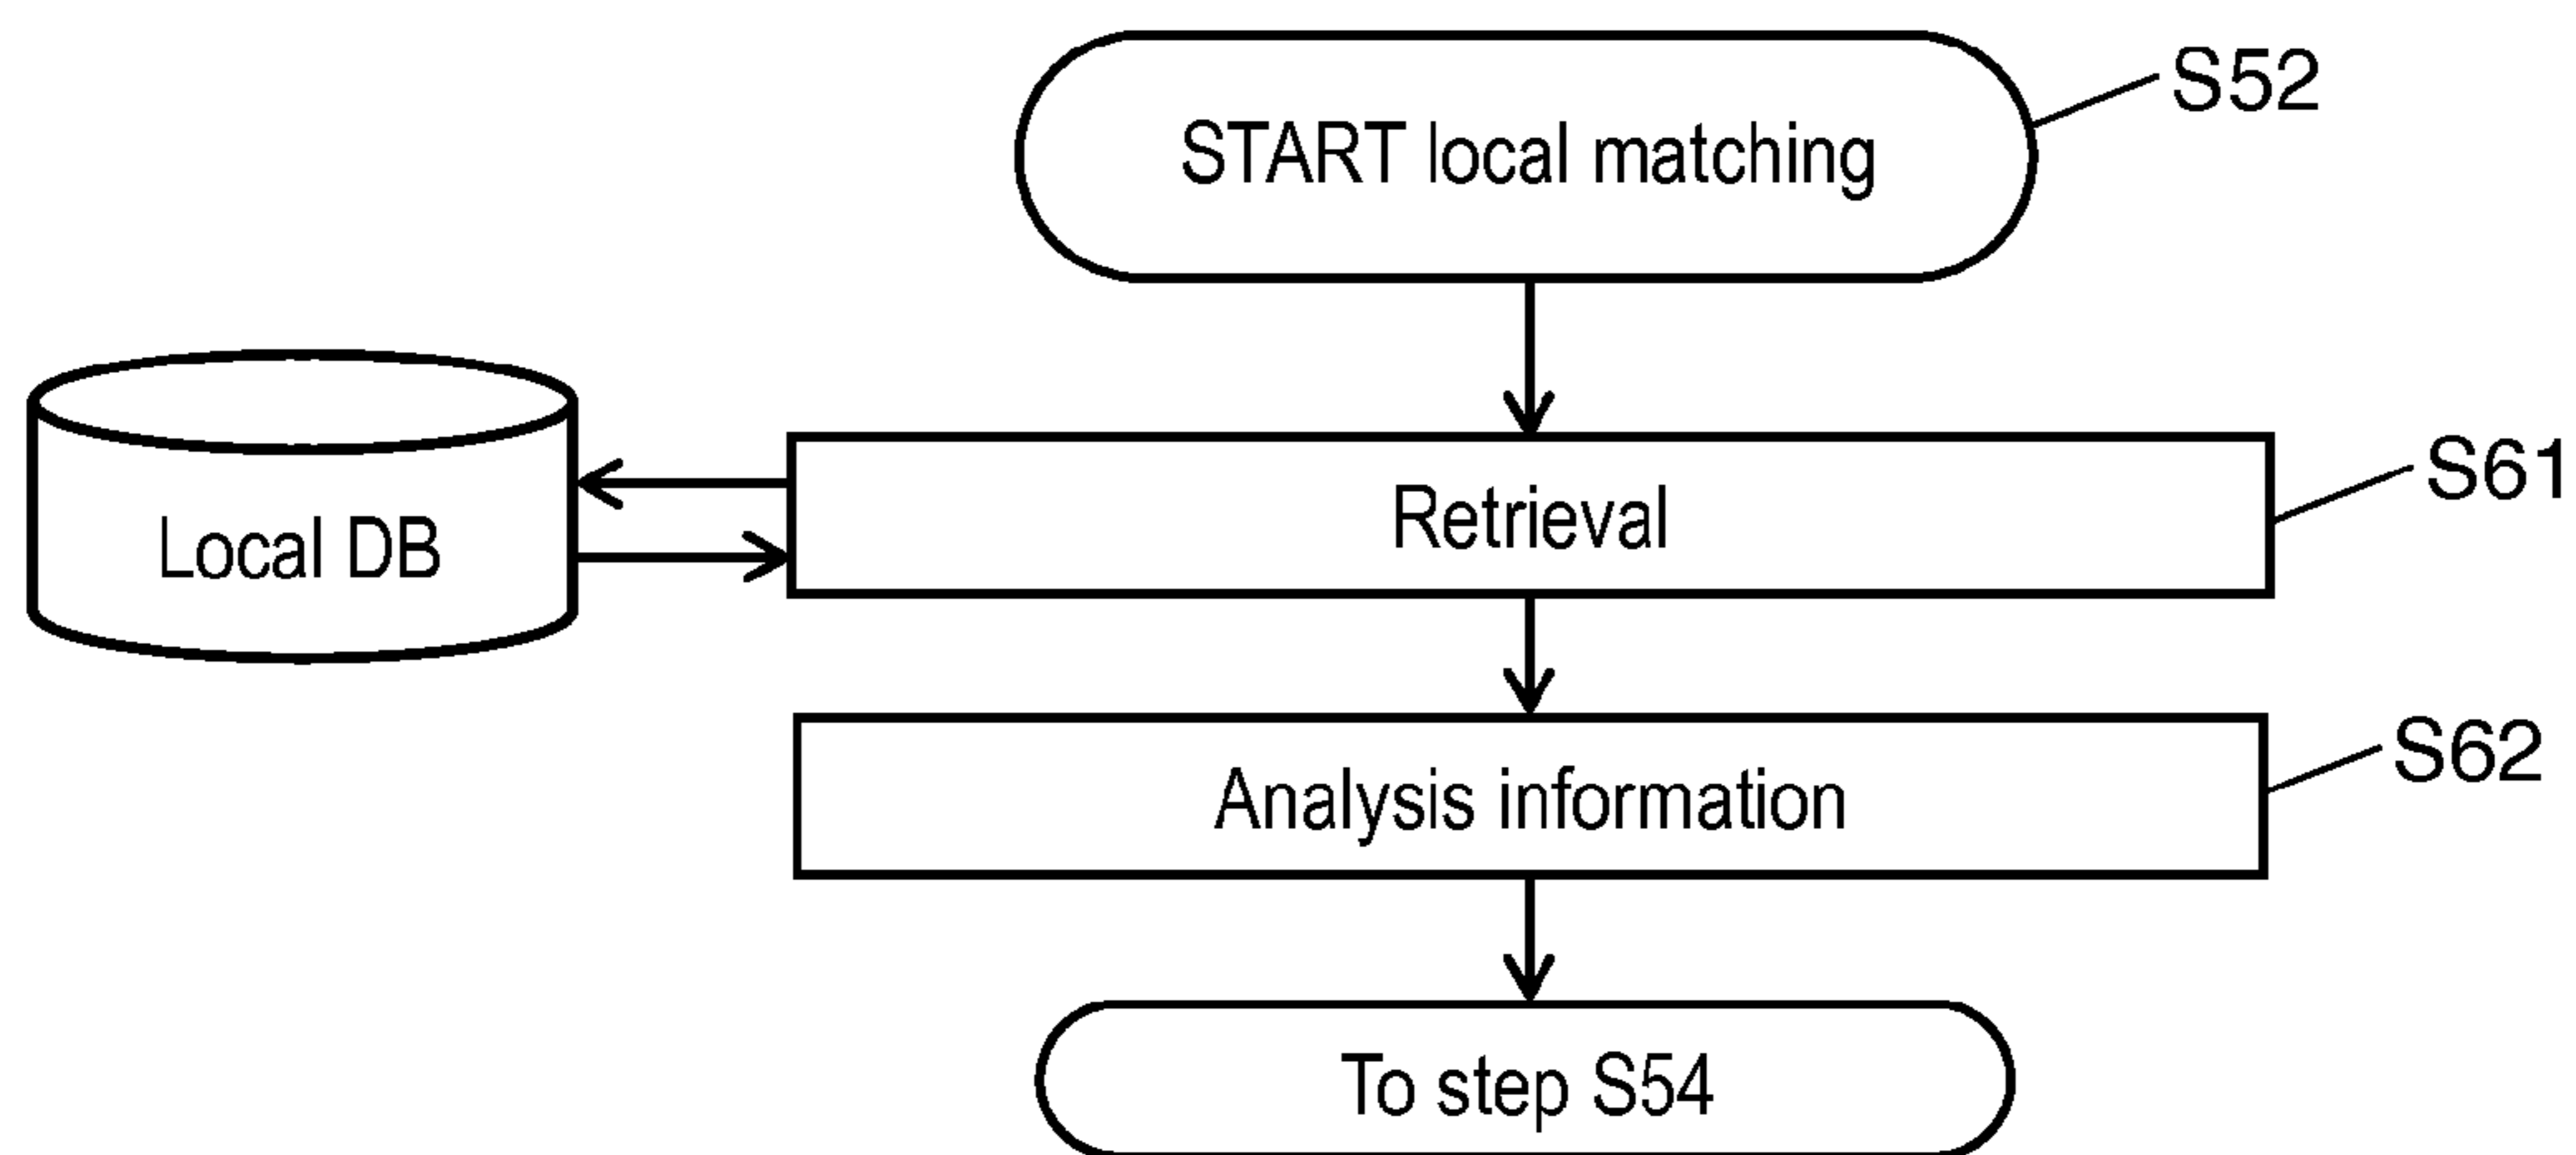 START local matching
S52
Local DB
Retrieval
S61
Analysis information
S62
To step S54